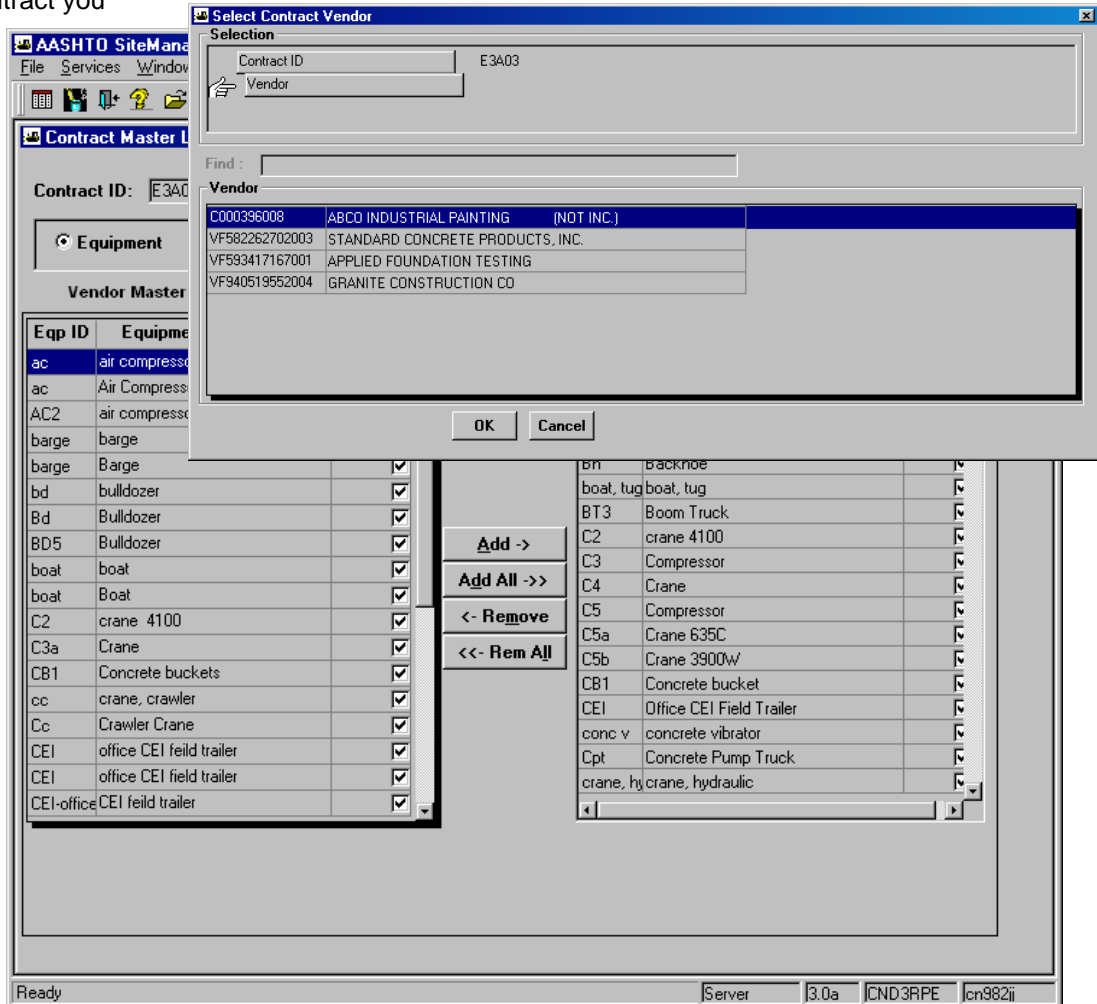 ntract you
Select Contract Vendor
Selection
Contract ID E3A03
Vendor
Find :
Vendor
C000396008 ABCO INDUSTRIAL PAINTING (NOT INC.)
VF582262702003 STANDARD CONCRETE PRODUCTS, INC.
VF593417167001 APPLIED FOUNDATION TESTING
VF940519552004 GRANITE CONSTRUCTION CO
OK Cancel
AASHTO SiteMana
File Services Window
Contract Master L
Contract ID: E3A0
Equipment
Vendor Master
Eqp ID Equipme
ac air compresso
ac Air Compress
AC2 air compresso
barge barge
barge Barge
bd bulldozer
Bd Bulldozer
BD5 Bulldozer
boat boat
boat Boat
C2 crane 4100
C3a Crane
CB1 Concrete buckets
cc crane, crawler
Cc Crawler Crane
CEI office CEI feild trailer
CEI office CEI field trailer
CEI-office CEI feild trailer
Add ->
Add All ->>
<- Remove
<<- Rem All
Bh Backhoe
boat, tug boat, tug
BT3 Boom Truck
C2 crane 4100
C3 Compressor
C4 Crane
C5 Compressor
C5a Crane 635C
C5b Crane 3900W
CB1 Concrete bucket
CEI Office CEI Field Trailer
conc v concrete vibrator
Cpt Concrete Pump Truck
crane, hy crane, hydraulic
Ready Server 3.0a CND3RPE cn982jj